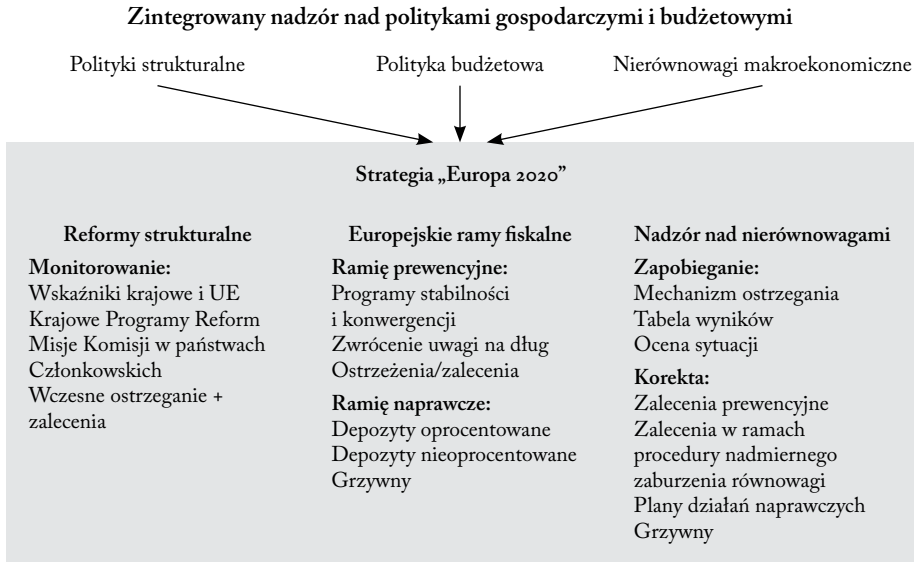 Zintegrowany nadzór nad politykami gospodarczymi i budżetowymi
Polityki strukturalne
Polityka budżetowa
Nierównowagi makroekonomiczne
Strategia „Europa 2020”
Reformy strukturalne
Monitorowanie:
Wskaźniki krajowe i UE
Krajowe Programy Reform
Misje Komisji w państwach
Członkowskich
Wczesne ostrzeganie +
zalecenia
Europejskie ramy fiskalne
Ramię prewencyjne:
Programy stabilności
i konwergencji
Zwrócenie uwagi na dług
Ostrzeżenia/zalecenia
Ramię naprawcze:
Depozyty oprocentowane
Depozyty nieoprocentowane
Grzywny
Nadzór nad nierównowagami
Zapobieganie:
Mechanizm ostrzegania
Tabela wyników
Ocena sytuacji
Korekta:
Zalecenia prewencyjne
Zalecenia w ramach
procedury nadmiernego
zaburzenia równowagi
Plany działań naprawczych
Grzywny